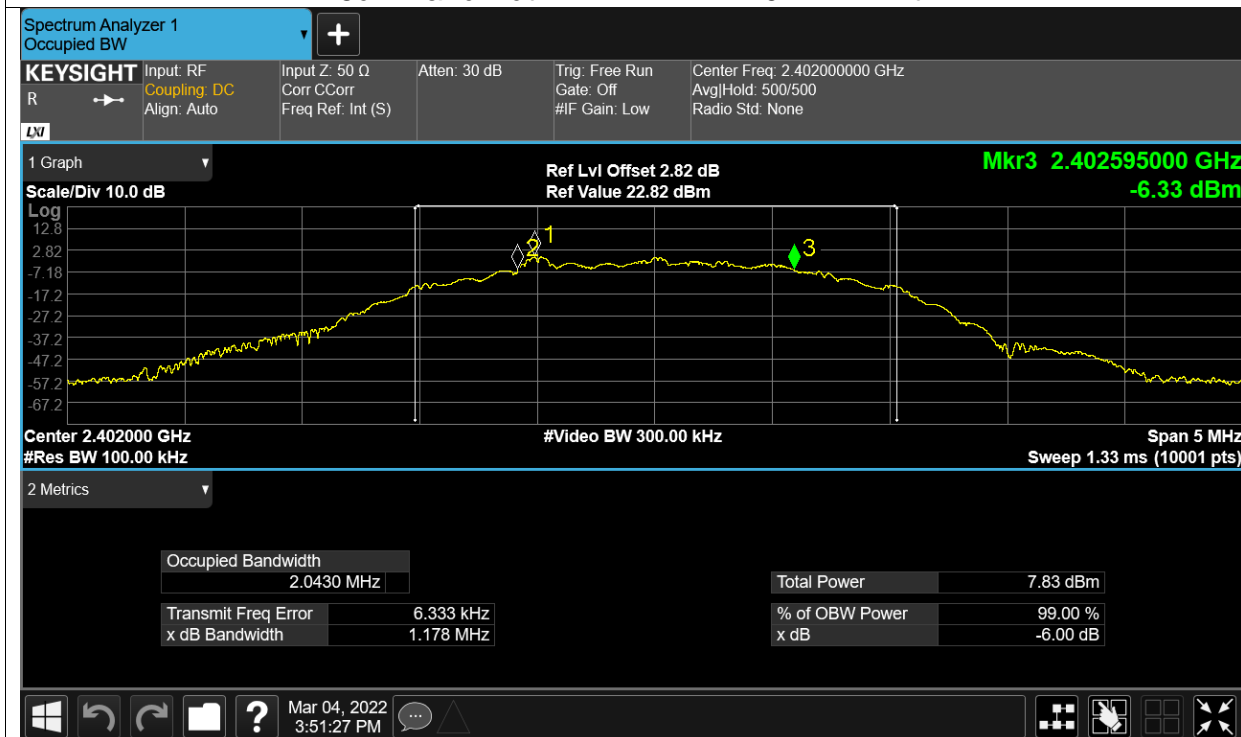 Spectrum Analyzer 1
Occupied BW
+
KEYSIGHT
R
LXI
Input: RF
Coupling: DC
Align: Auto
Input Z: 50 Ω
Corr CCorr
Freq Ref: Int (S)
Atten: 30 dB
Trig: Free Run
Gate: Off
#IF Gain: Low
Center Freq: 2.402000000 GHz
Avg|Hold: 500/500
Radio Std: None
1 Graph
Scale/Div 10.0 dB
Ref Lvl Offset 2.82 dB
Ref Value 22.82 dBm
Mkr3 2.402595000 GHz
-6.33 dBm
Log
12.8
2.82
-7.18
-17.2
-27.2
-37.2
-47.2
-57.2
-67.2
1
2
3
Center 2.402000 GHz
#Res BW 100.00 kHz
#Video BW 300.00 kHz
Span 5 MHz
Sweep 1.33 ms (10001 pts)
2 Metrics
Occupied Bandwidth
2.0430 MHz
Transmit Freq Error 6.333 kHz
x dB Bandwidth 1.178 MHz
Total Power 7.83 dBm
% of OBW Power 99.00 %
x dB -6.00 dB
?
Mar 04, 2022
3:51:27 PM